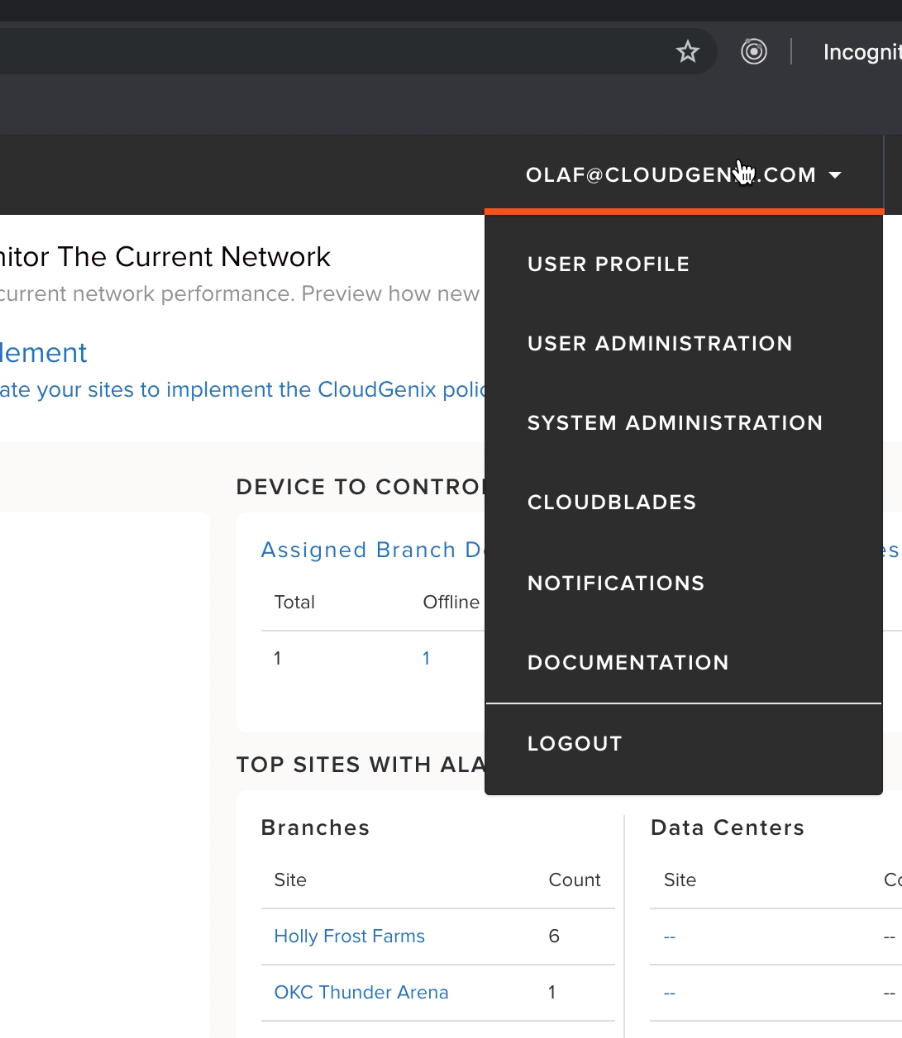 Incognit
OLAF@CLOUDGENIX.COM
nitor The Current Network
current network performance. Preview how new
lement
ate your sites to implement the CloudGenix polic
USER PROFILE
USER ADMINISTRATION
SYSTEM ADMINISTRATION
CLOUDBLADES
NOTIFICATIONS
DOCUMENTATION
LOGOUT
DEVICE TO CONTROL
Assigned Branch De
es
Total Offline
1 1
TOP SITES WITH ALA
Branches
Site Count
Holly Frost Farms 6
OKC Thunder Arena 1
Data Centers
Site Co
-- --
-- --